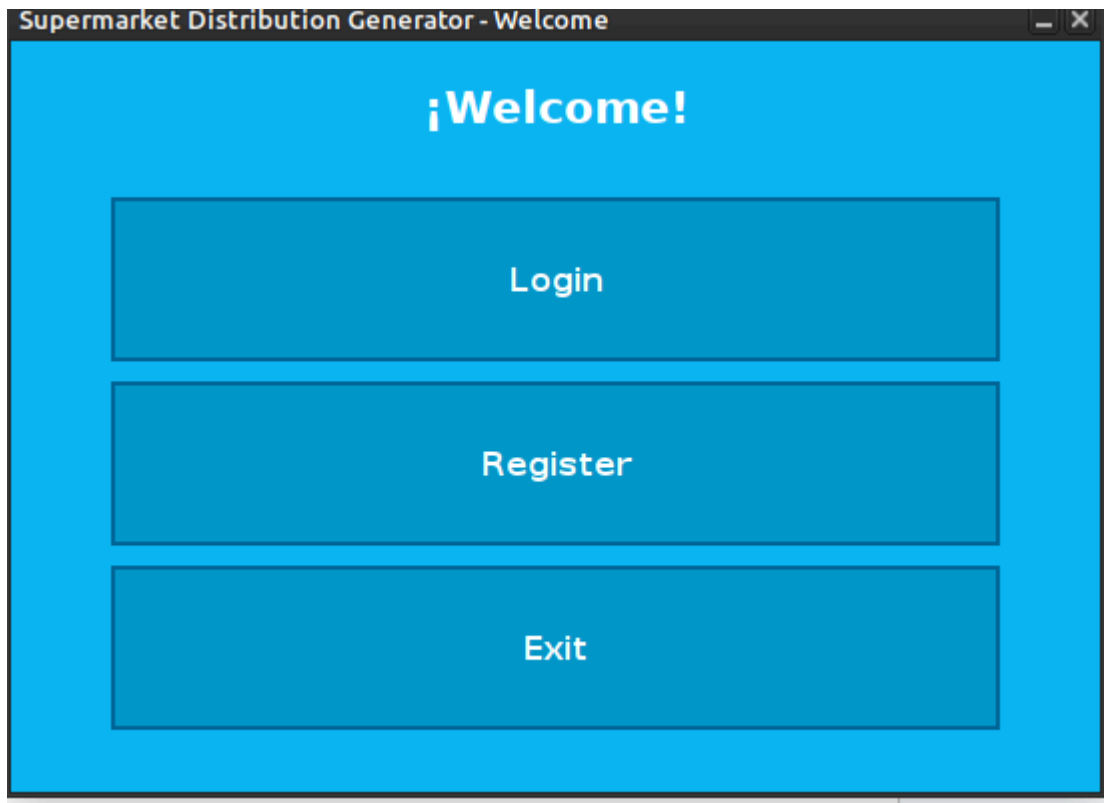 Supermarket Distribution Generator - Welcome
¡Welcome!
Login
Register
Exit